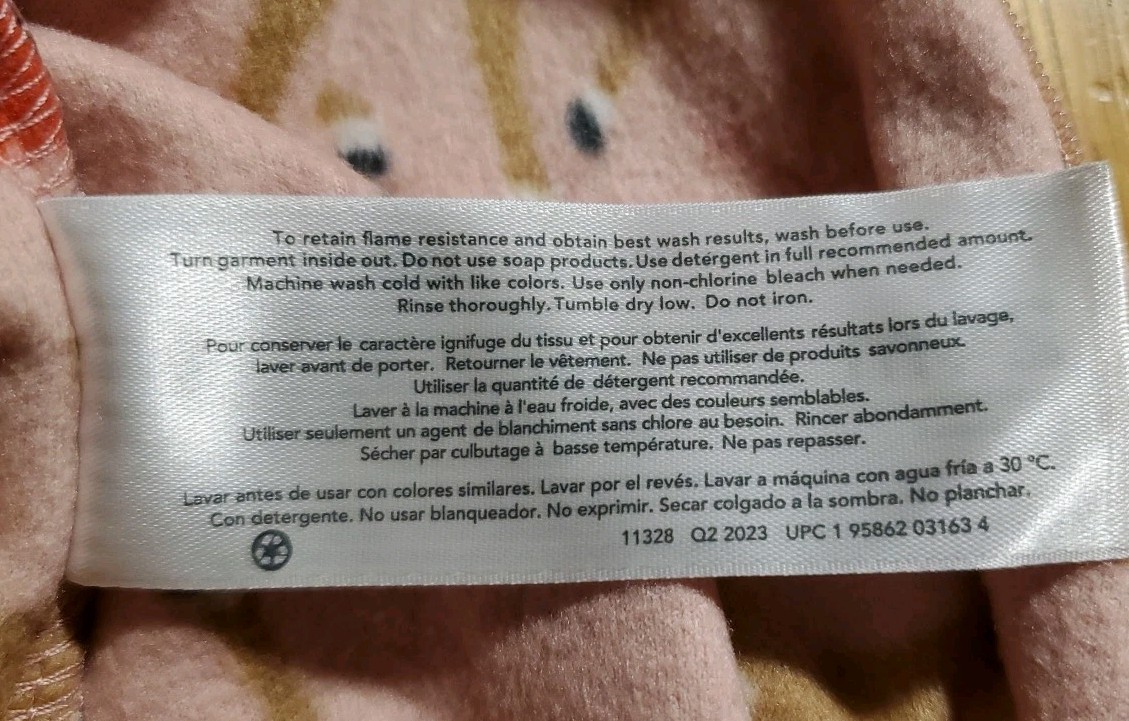 To retain flame resistance and obtain best wash results, wash before use.
Turn garment inside out. Do not use soap products. Use detergent in full recommended amount.
Machine wash cold with like colors. Use only non-chlorine bleach when needed.
Rinse thoroughly. Tumble dry low. Do not iron.
Pour conserver le caractère ignifuge du tissu et pour obtenir d'excellents résultats lors du lavage,
laver avant de porter. Retourner le vêtement. Ne pas utiliser de produits savonneux.
Utiliser la quantité de détergent recommandée.
Laver à la machine à l'eau froide, avec des couleurs semblables.
Utiliser seulement un agent de blanchiment sans chlore au besoin. Rincer abondamment.
Sécher par culbutage à basse température. Ne pas repasser.
Lavar antes de usar con colores similares. Lavar por el revés. Lavar a máquina con agua fría a 30 °C.
Con detergente. No usar blanqueador. No exprimir. Secar colgado a la sombra. No planchar.
11328 Q2 2023 UPC 1 95862 03163 4